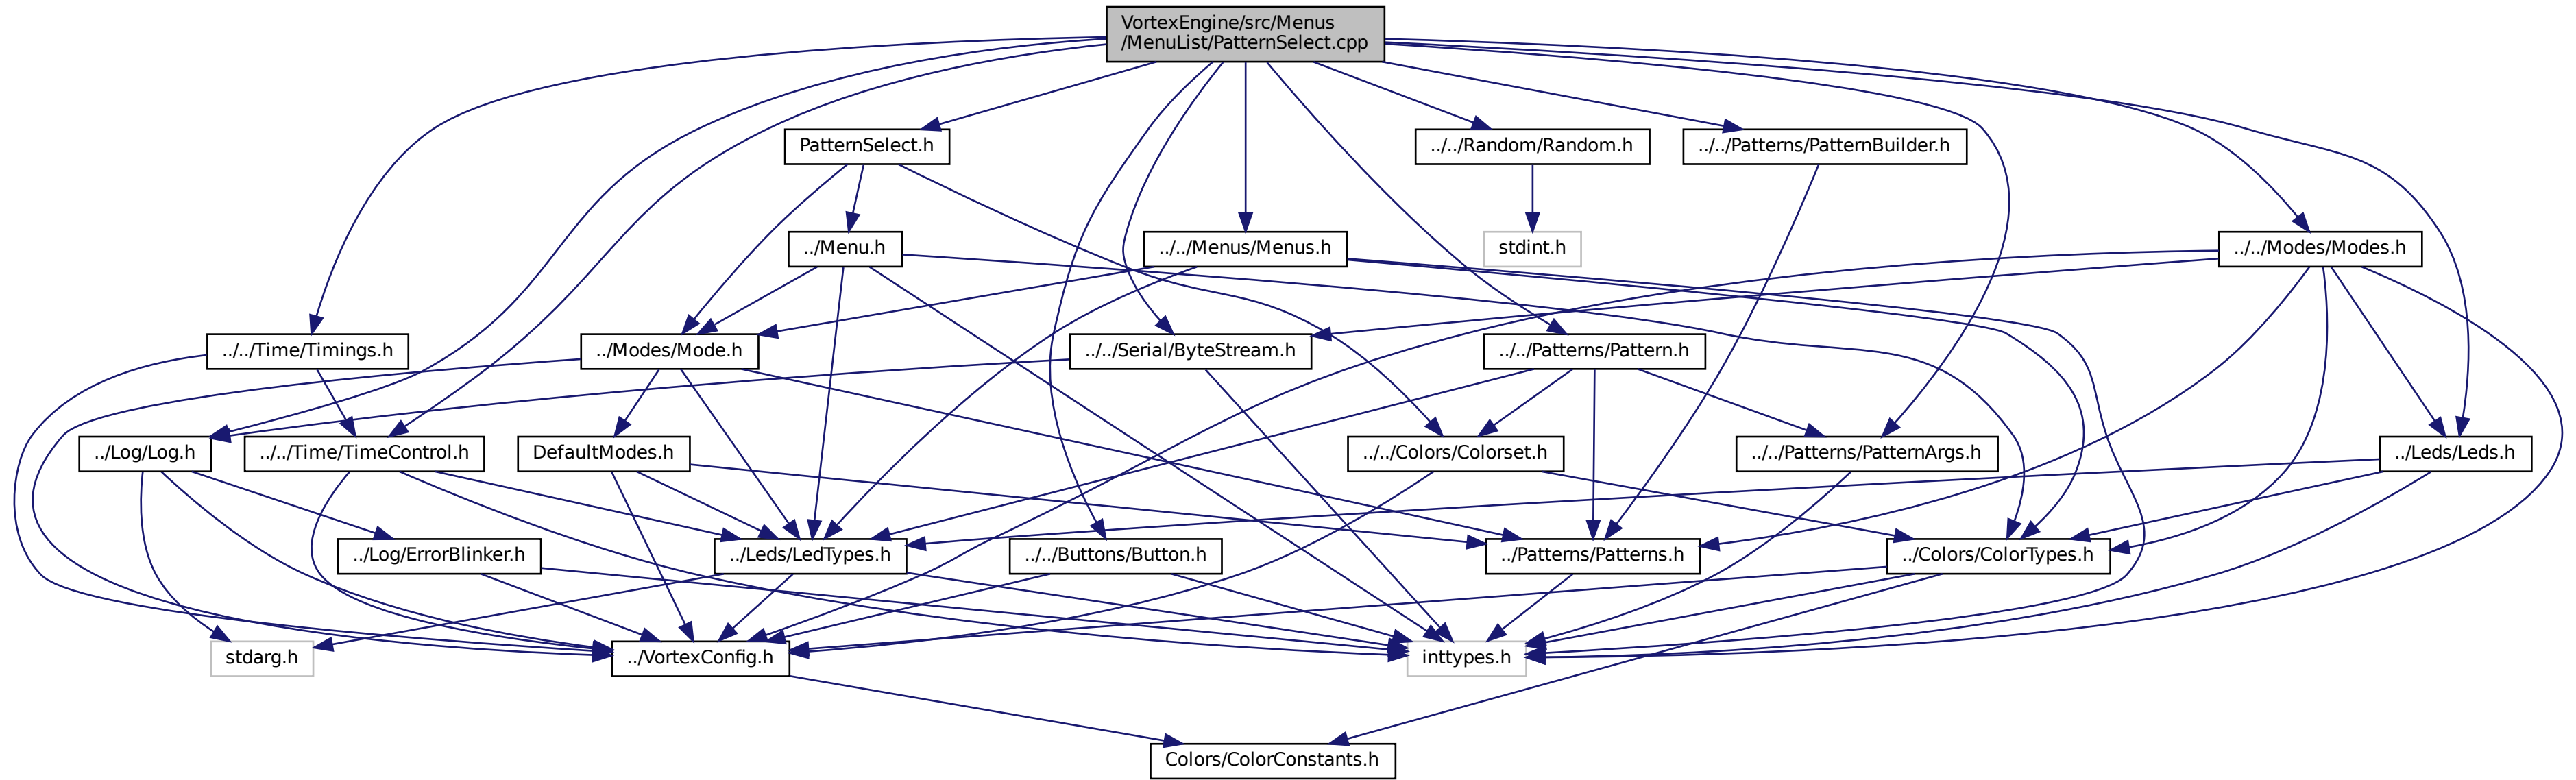 VortexEngine/src/Menus
/MenuList/PatternSelect.cpp
PatternSelect.h
../../Random/Random.h
../../Patterns/PatternBuilder.h
../Menu.h
../../Menus/Menus.h
stdint.h
../../Modes/Modes.h
../../Time/Timings.h
../Modes/Mode.h
../../Serial/ByteStream.h
../../Patterns/Pattern.h
../Log/Log.h
../../Time/TimeControl.h
DefaultModes.h
../../Colors/Colorset.h
../../Patterns/PatternArgs.h
../Leds/Leds.h
../Log/ErrorBlinker.h
../Leds/LedTypes.h
../../Buttons/Button.h
../Patterns/Patterns.h
../Colors/ColorTypes.h
stdarg.h
../VortexConfig.h
inttypes.h
Colors/ColorConstants.h